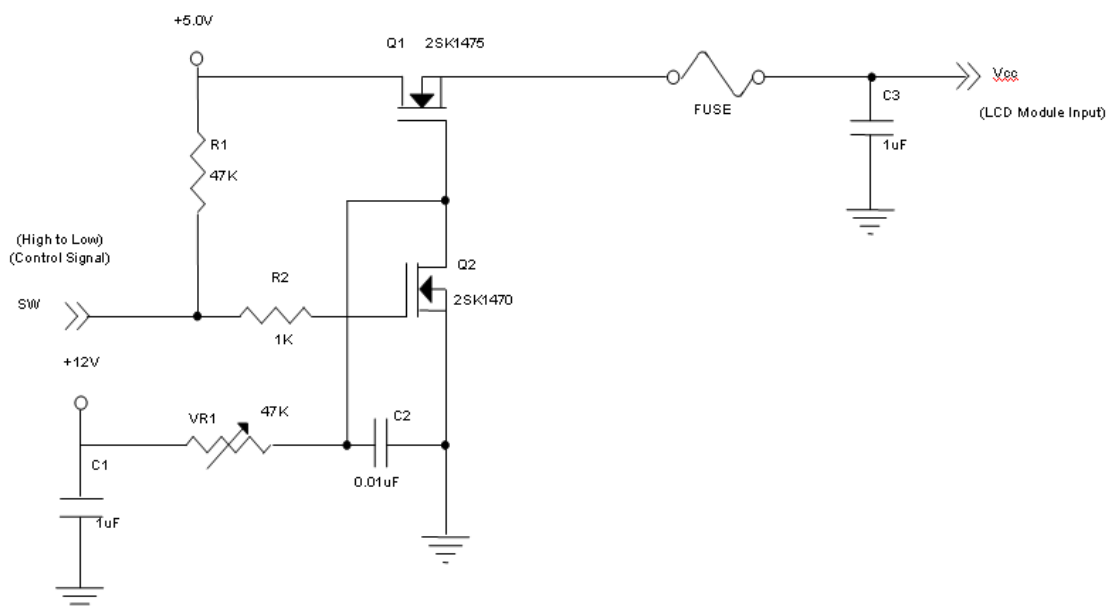 +5.0V
Q1 2SK1475
Vcc
FUSE
C3
(LCD Module Input)
R1
1uF
47K
(High to Low)
(Control Signal)
R2
Q2
SW
2SK1470
1K
+12V
VR1
47K
C2
C1
0.01uF
1uF